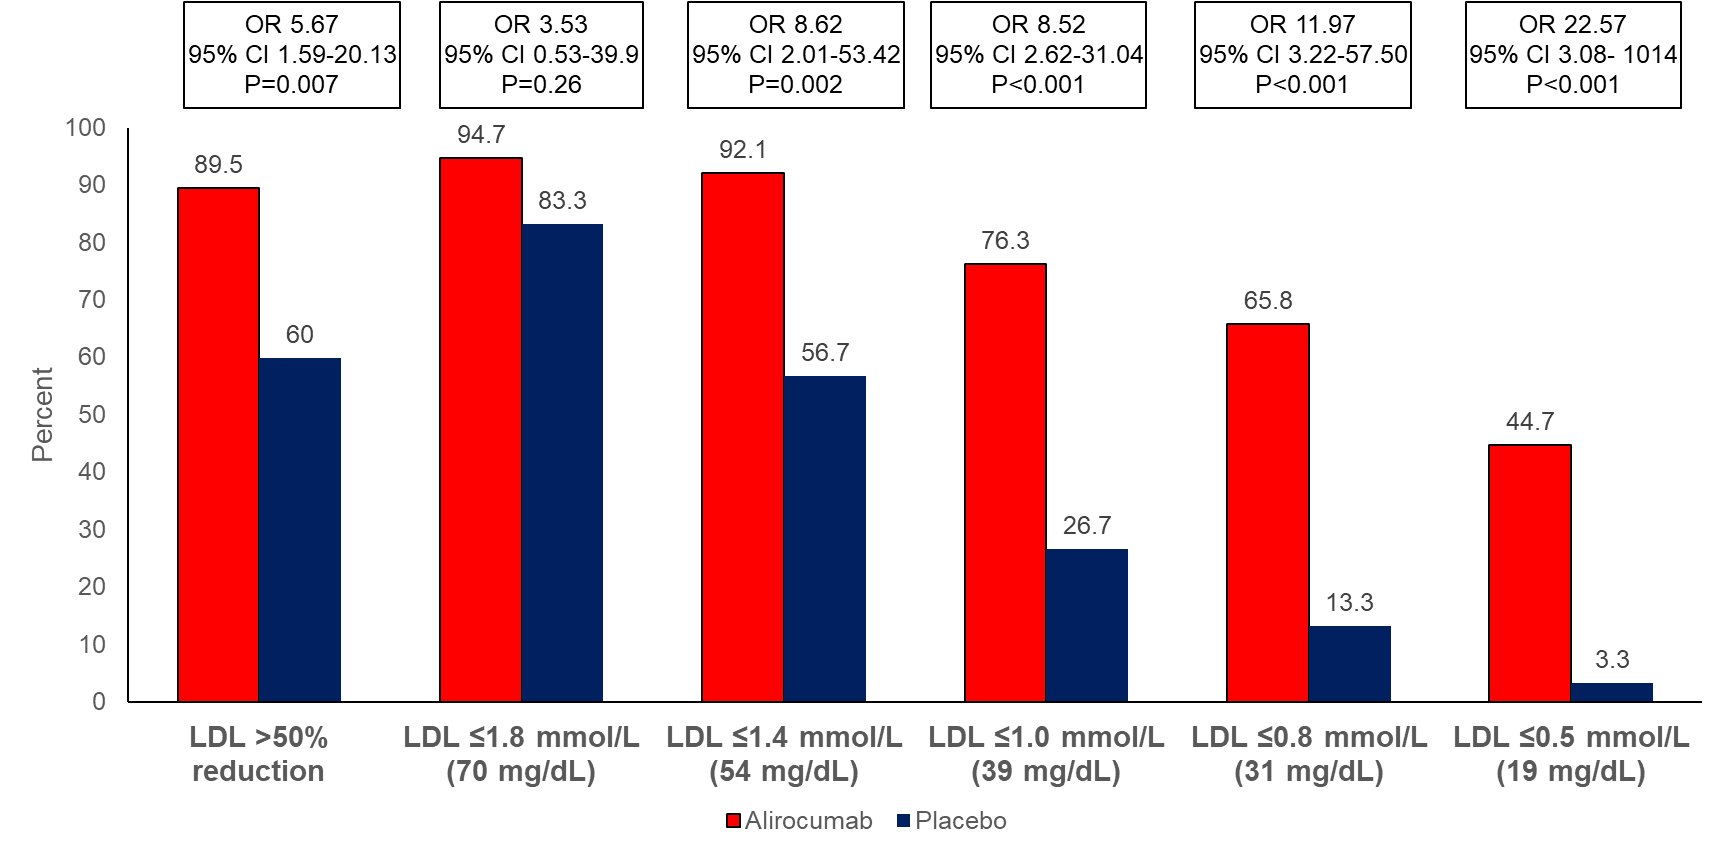 OR 5.67
95% CI 1.59-20.13
P=0.007
OR 3.53
95% CI 0.53-39.9
P=0.26
OR 8.62
95% CI 2.01-53.42
P=0.002
OR 8.52
95% CI 2.62-31.04
P<0.001
OR 11.97
95% CI 3.22-57.50
P<0.001
OR 22.57
95% CI 3.08- 1014
P<0.001
Percent
100
90
80
70
60
50
40
30
20
10
0
89.5
60
94.7
83.3
92.1
56.7
76.3
26.7
65.8
13.3
44.7
3.3
LDL >50%
reduction
LDL ≤1.8 mmol/L
(70 mg/dL)
LDL ≤1.4 mmol/L
(54 mg/dL)
LDL ≤1.0 mmol/L
(39 mg/dL)
LDL ≤0.8 mmol/L
(31 mg/dL)
LDL ≤0.5 mmol/L
(19 mg/dL)
Alirocumab
Placebo